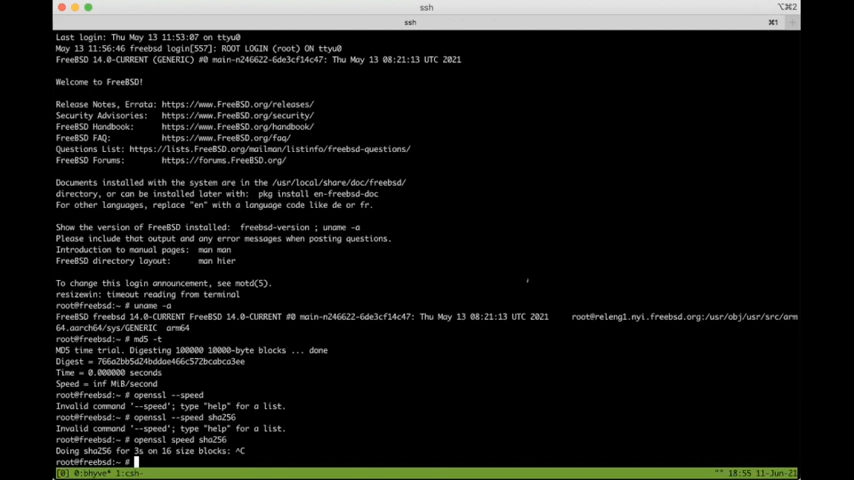 ssh
⌥⌘2
ssh
⌘1
+
Last login: Thu May 13 11:53:07 on ttyu0
May 13 11:56:46 freebsd login[557]: ROOT LOGIN (root) ON ttyu0
FreeBSD 14.0-CURRENT (GENERIC) #0 main-n246622-6de3cf14c47: Thu May 13 08:21:13 UTC 2021
Welcome to FreeBSD!
Release Notes, Errata: https://www.FreeBSD.org/releases/
Security Advisories:   https://www.FreeBSD.org/security/
FreeBSD Handbook:      https://www.FreeBSD.org/handbook/
FreeBSD FAQ:           https://www.FreeBSD.org/faq/
Questions List: https://lists.FreeBSD.org/mailman/listinfo/freebsd-questions/
FreeBSD Forums:        https://forums.FreeBSD.org/
Documents installed with the system are in the /usr/local/share/doc/freebsd/
directory, or can be installed later with:  pkg install en-freebsd-doc
For other languages, replace "en" with a language code like de or fr.
Show the version of FreeBSD installed:  freebsd-version ; uname -a
Please include that output and any error messages when posting questions.
Introduction to manual pages:  man man
FreeBSD directory layout:      man hier
To change this login announcement, see motd(5).
resizewin: timeout reading from terminal
root@freebsd:~ # uname -a
FreeBSD freebsd 14.0-CURRENT FreeBSD 14.0-CURRENT #0 main-n246622-6de3cf14c47: Thu May 13 08:21:13 UTC 2021     root@releng1.nyi.freebsd.org:/usr/obj/usr/src/arm
64.aarch64/sys/GENERIC  arm64
root@freebsd:~ # md5 -t
MD5 time trial. Digesting 100000 10000-byte blocks ... done
Digest = 766a2bb5d24bddae466c572bcabca3ee
Time = 0.000000 seconds
Speed = inf MiB/second
root@freebsd:~ # openssl --speed
Invalid command '--speed'; type "help" for a list.
root@freebsd:~ # openssl --speed sha256
Invalid command '--speed'; type "help" for a list.
root@freebsd:~ # openssl speed sha256
Doing sha256 for 3s on 16 size blocks: ^C
root@freebsd:~ #
[0] 0:bhyve* 1:csh-
"" 18:55 11-Jun-21